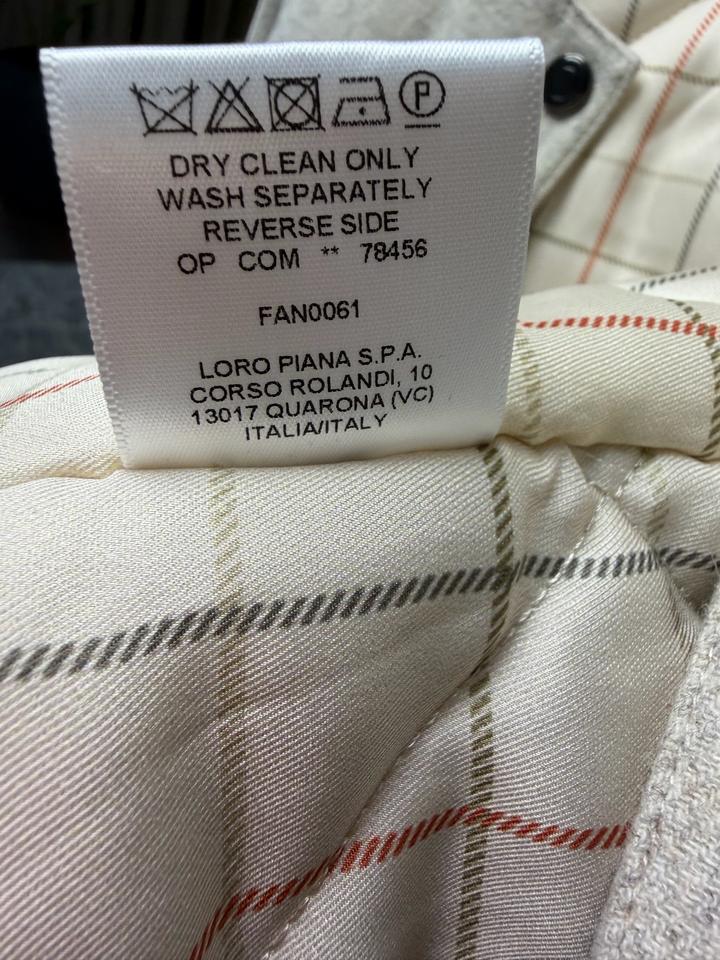 P
DRY CLEAN ONLY
WASH SEPARATELY
REVERSE SIDE
OP COM ** 78456
FAN0061
LORO PIANA S.P.A.
CORSO ROLANDI, 10
13017 QUARONA (VC)
ITALIA/ITALY